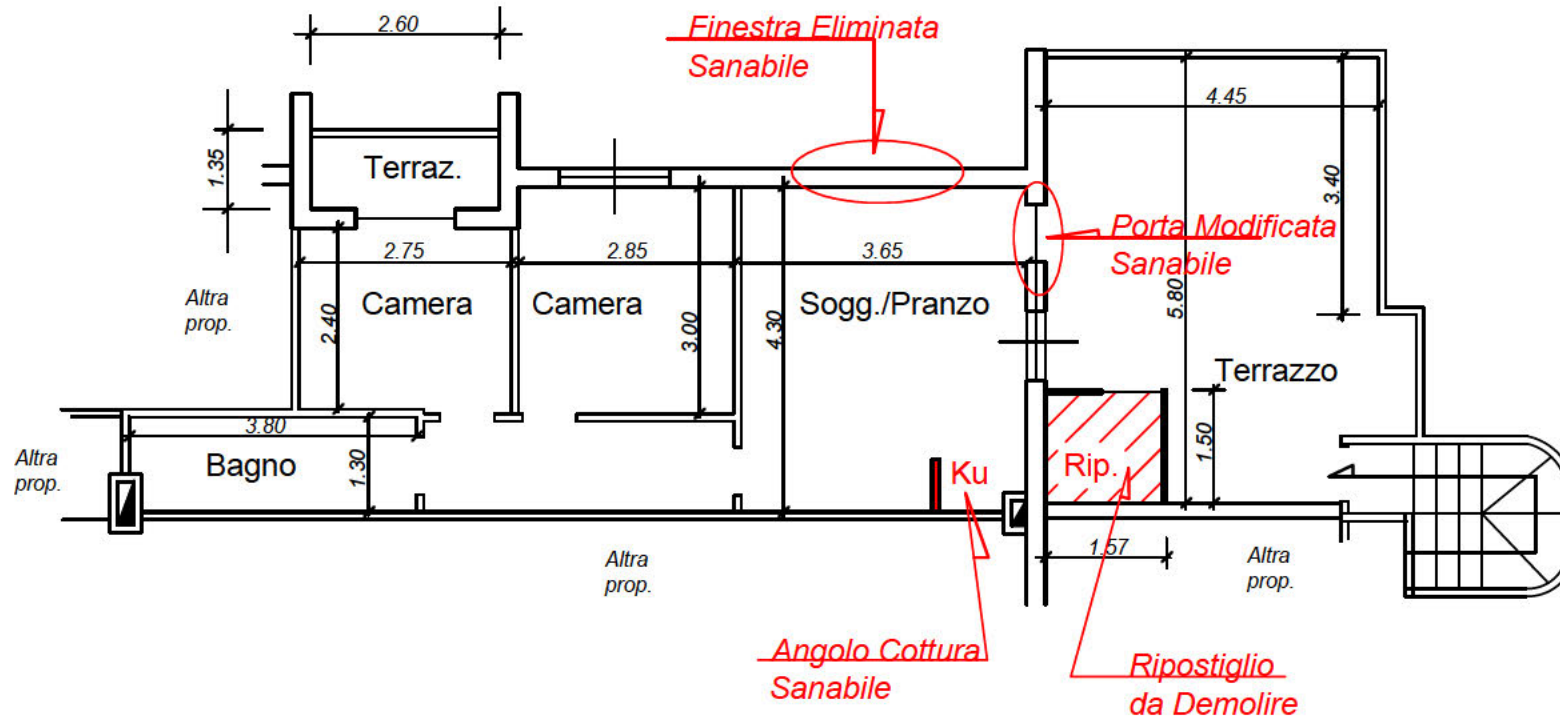 2.60
Finestra Eliminata
Sanabile
4.45
1.35
Terraz.
3.40
Porta Modificata
Sanabile
2.75
2.85
3.65
Altra
prop.
Camera
Camera
Sogg./Pranzo
5.80
2.40
3.00
4.30
Terrazzo
3.80
Bagno
1.30
Altra
prop.
Ku
Rip.
1.50
1.57
Altra
prop.
Altra
prop.
Angolo Cottura
Sanabile
Ripostiglio
da Demolire